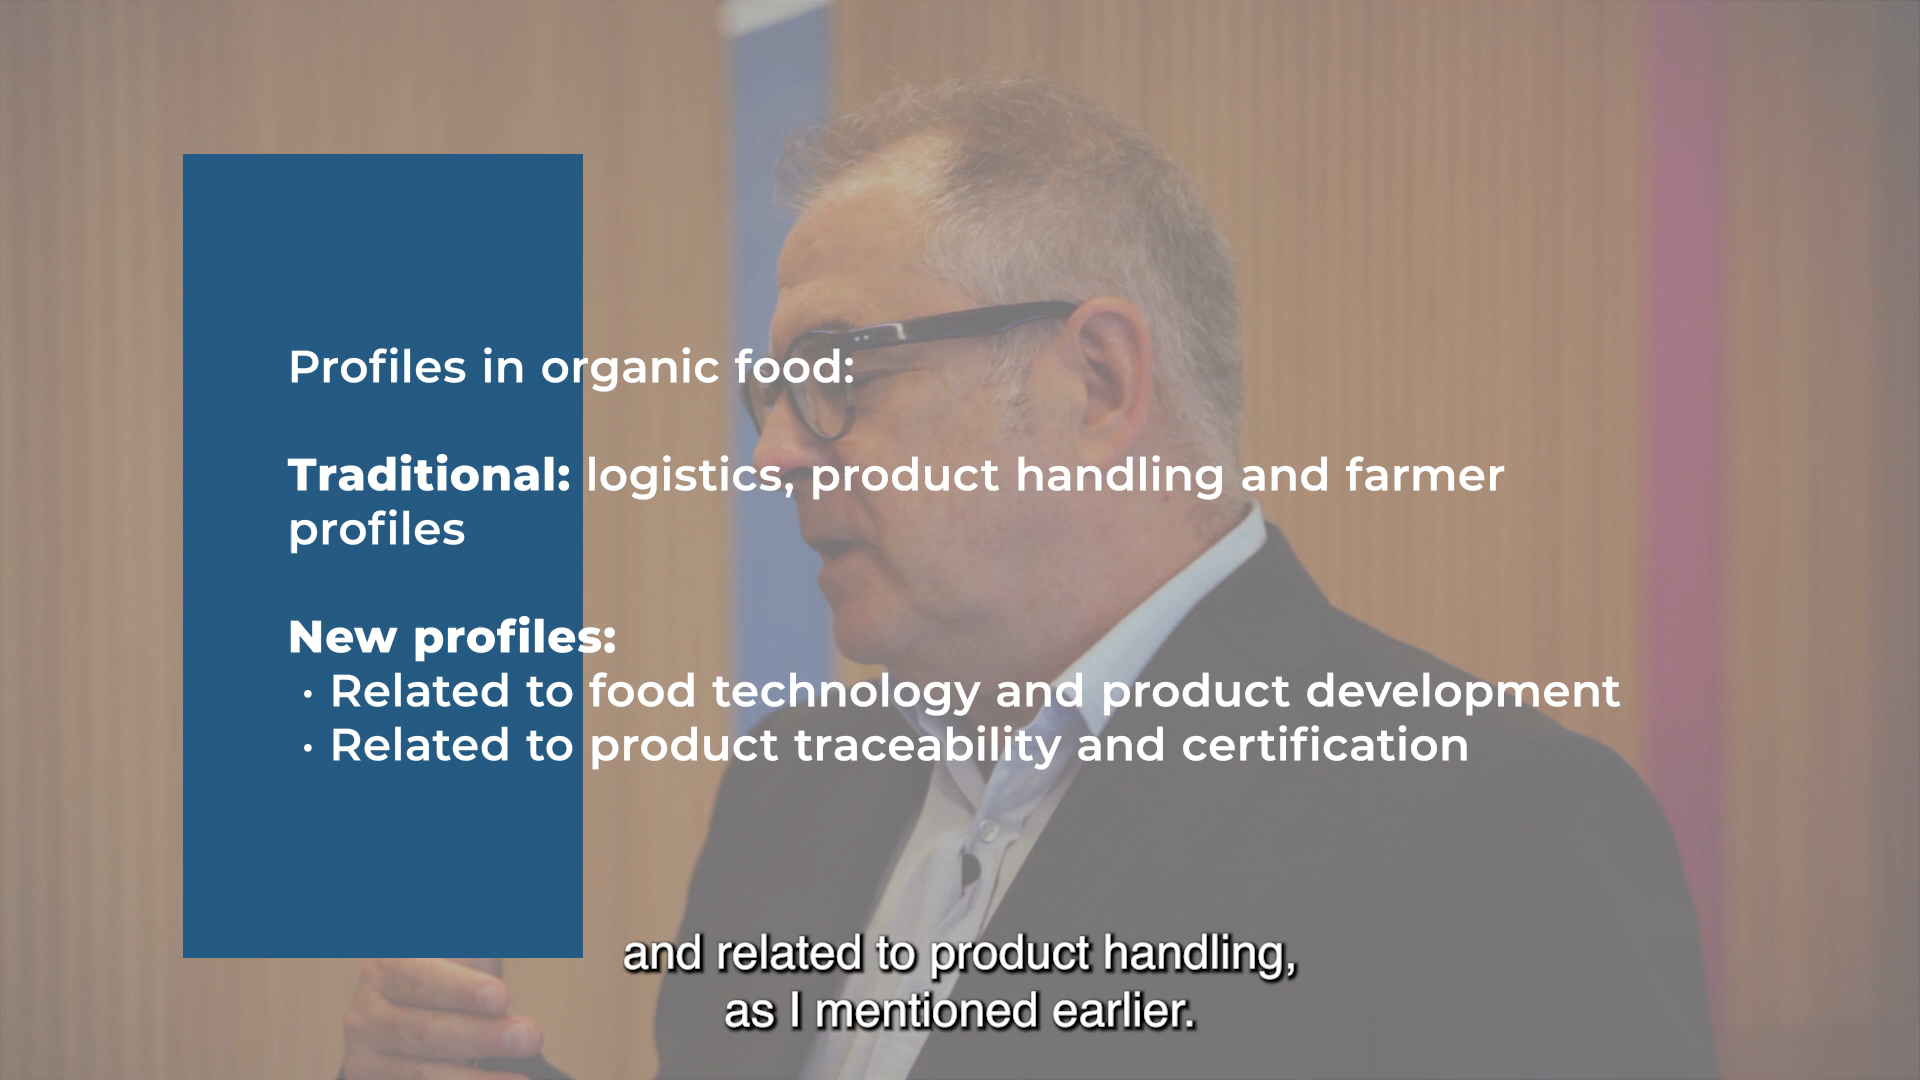 Profiles in organic food:
Traditional: logistics, product handling and farmer
profiles
New profiles:
· Related to food technology and product development
· Related to product traceability and certification
and related to product handling,
as I mentioned earlier.